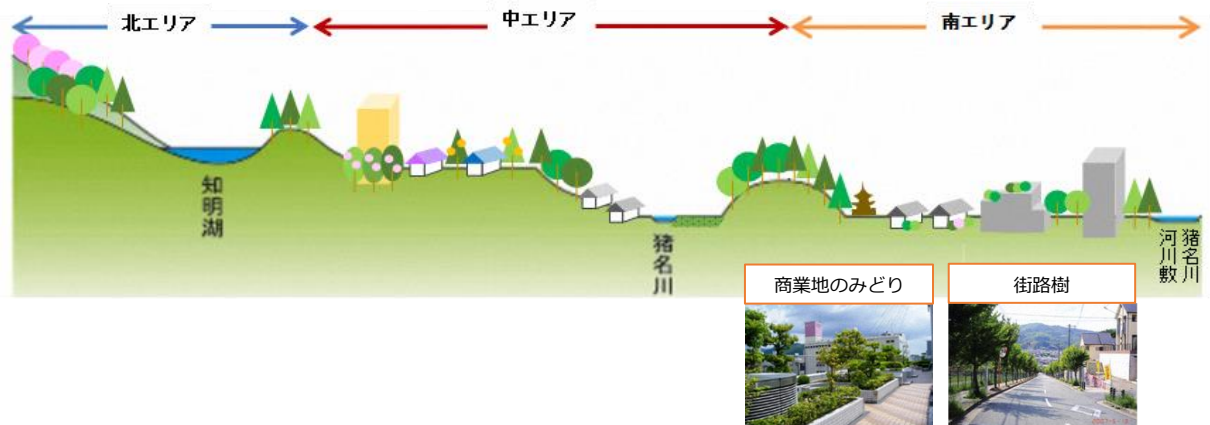 北エリア
中エリア
南エリア
知明湖
猪名川
猪名川
河川敷
商業地のみどり
街路樹